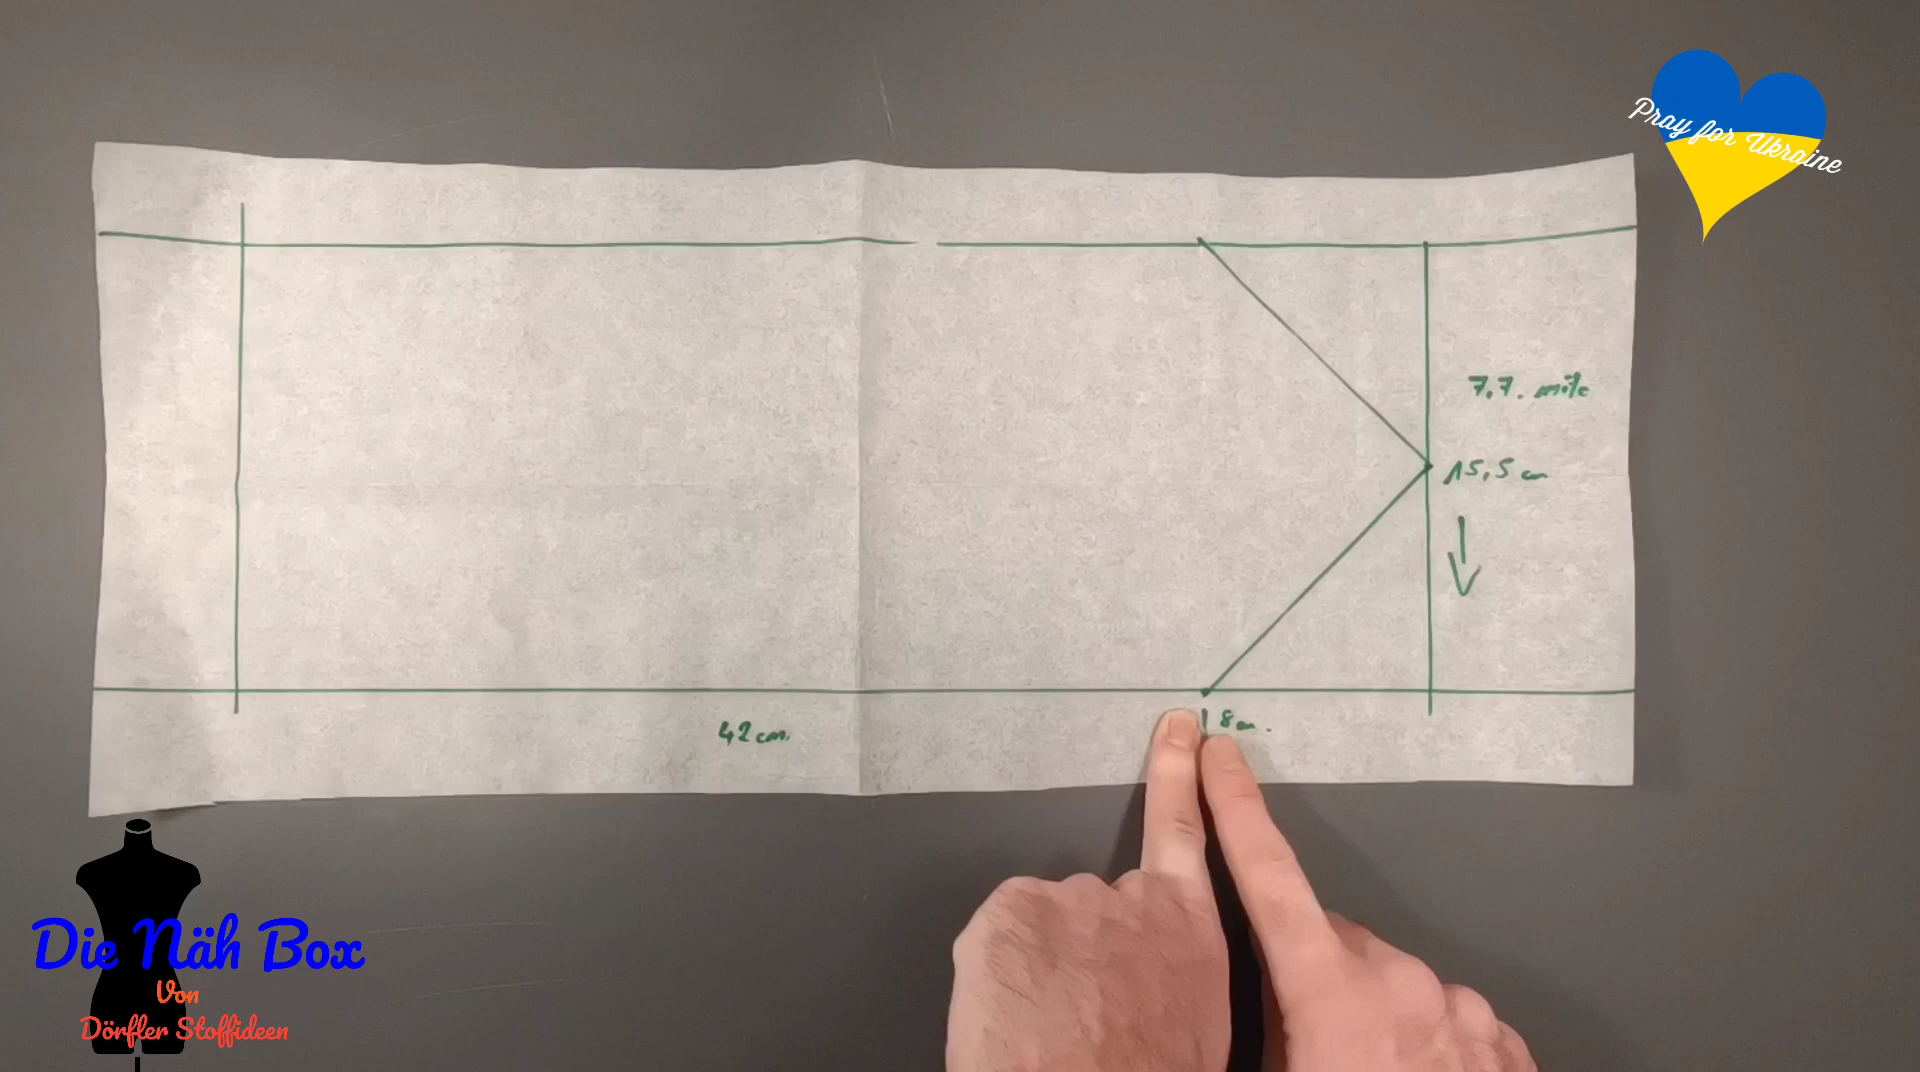 Pray for Ukraine
7,7. mitte
15,5 cm
42 cm.
8 cm.
Die Näh Box
Von
Dörfler Stoffideen